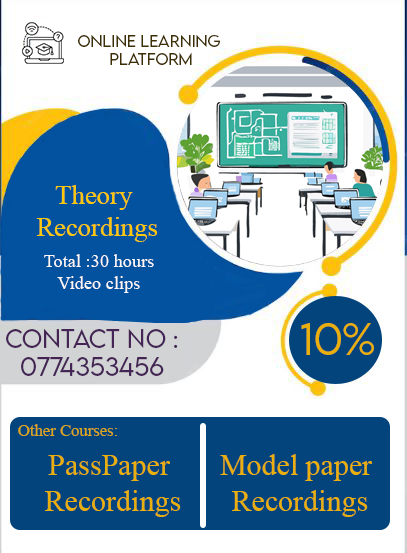 ONLINE LEARNING
PLATFORM
Theory
Recordings
Total :30 hours
Video clips
CONTACT NO :
0774353456
10%
Other Courses:
PassPaper
Recordings
Model paper
Recordings